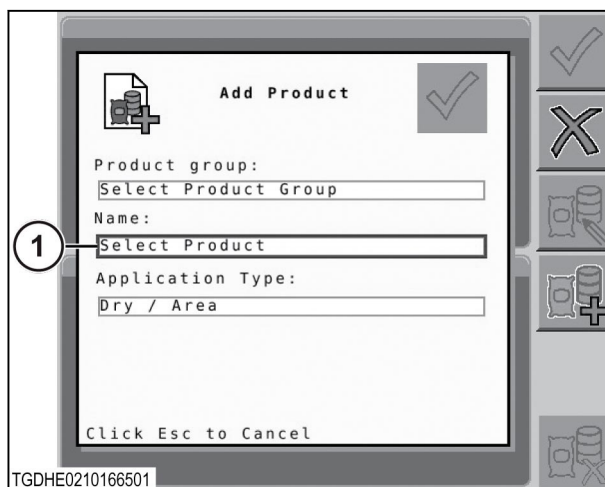 Add Product
Product group:
Select Product Group
Name:
1
Select Product
Application Type:
Dry / Area
Click Esc to Cancel
TGDHE0210166501